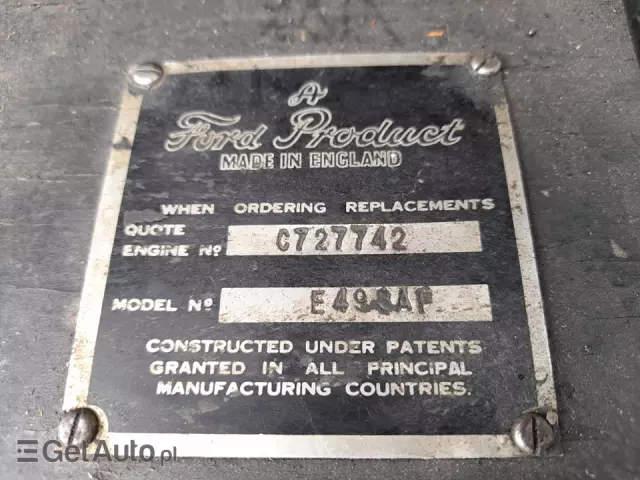 A
Ford Product
MADE IN ENGLAND
WHEN ORDERING REPLACEMENTS
QUOTE
ENGINE Nº C727742
MODEL Nº E493AF
CONSTRUCTED UNDER PATENTS
GRANTED IN ALL PRINCIPAL
MANUFACTURING COUNTRIES.
GetAuto.pl